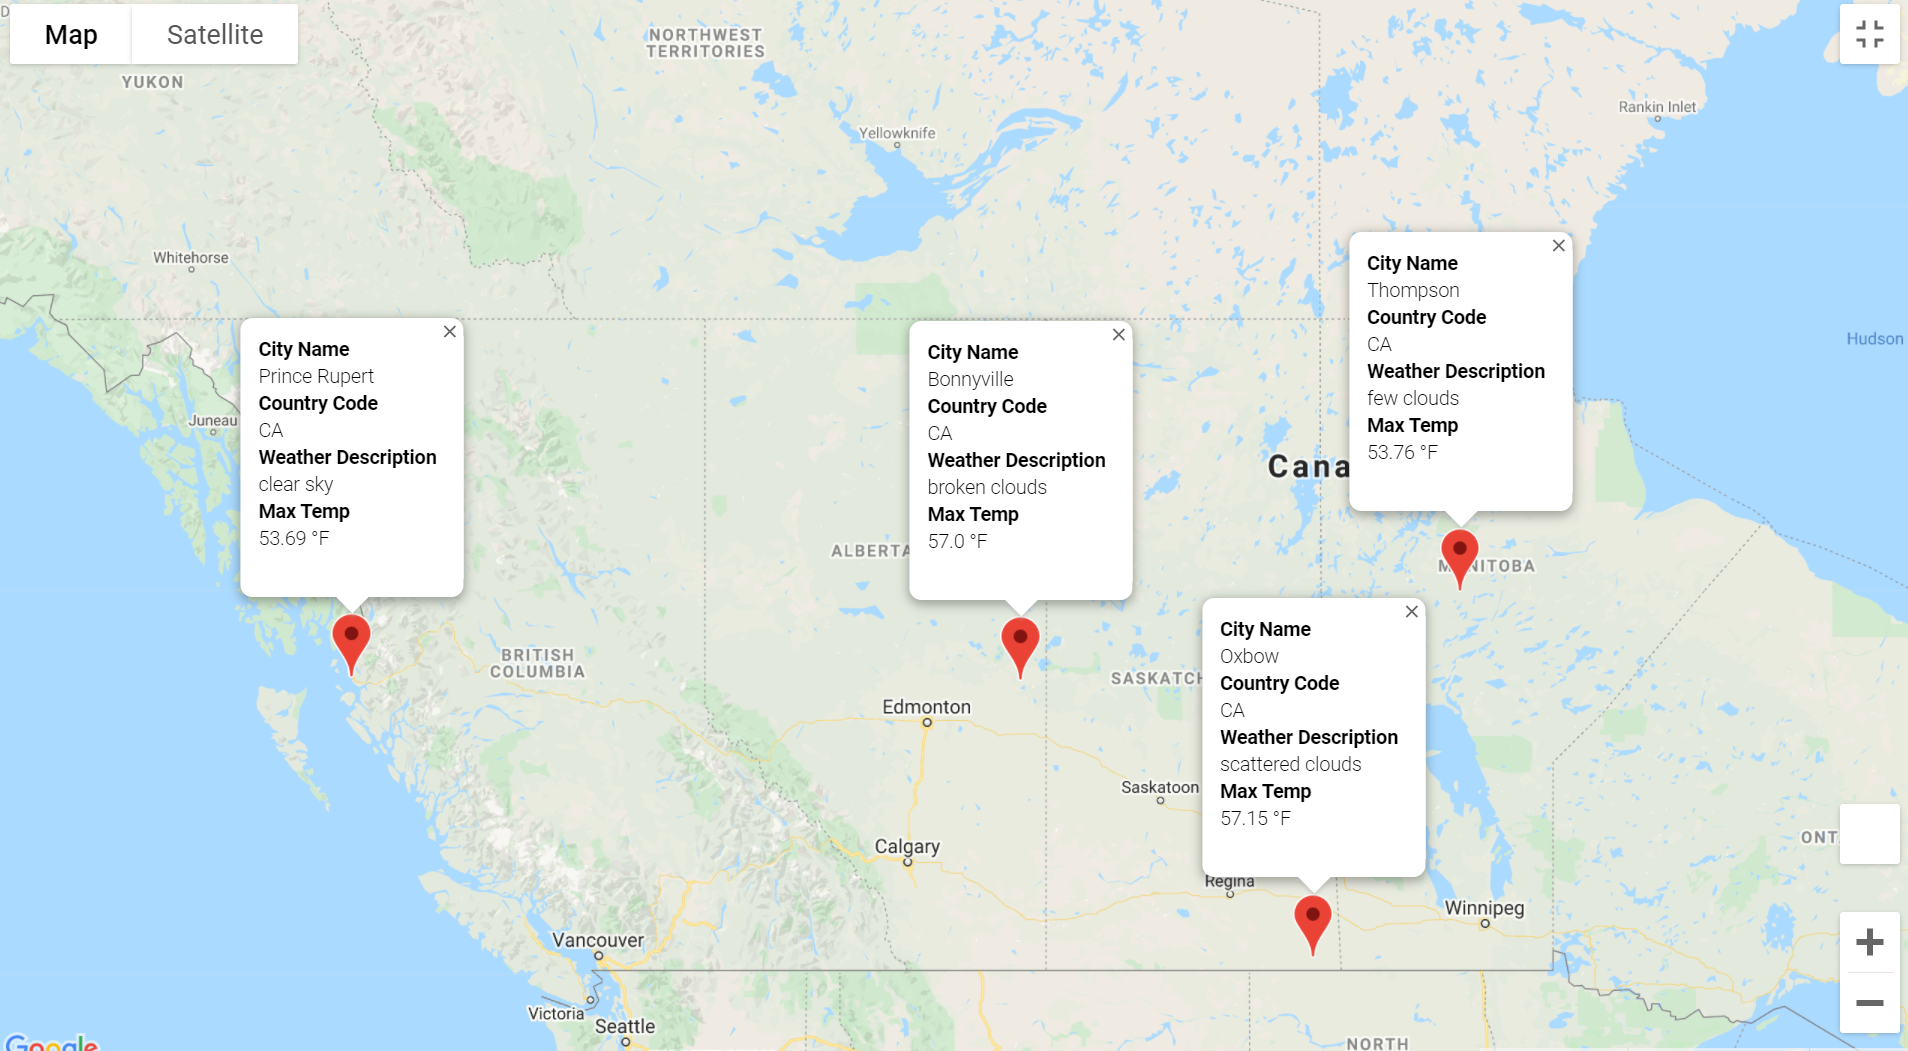 Map
Satellite
YUKON
NORTHWEST
TERRITORIES
Yellowknife
Rankin Inlet
Whitehorse
Juneau
Hudson
City Name
Prince Rupert
Country Code
CA
Weather Description
clear sky
Max Temp
53.69 °F
City Name
Bonnyville
Country Code
CA
Weather Description
broken clouds
Max Temp
57.0 °F
City Name
Thompson
Country Code
CA
Weather Description
few clouds
Max Temp
53.76 °F
Cana
ALBERTA
City Name
Oxbow
Country Code
CA
Weather Description
scattered clouds
Max Temp
57.15 °F
BRITISH
COLUMBIA
SASKATCH
Edmonton
Saskatoon
Calgary
ONT
Regina
Winnipeg
Vancouver
Victoria
Seattle
NORTH
Google